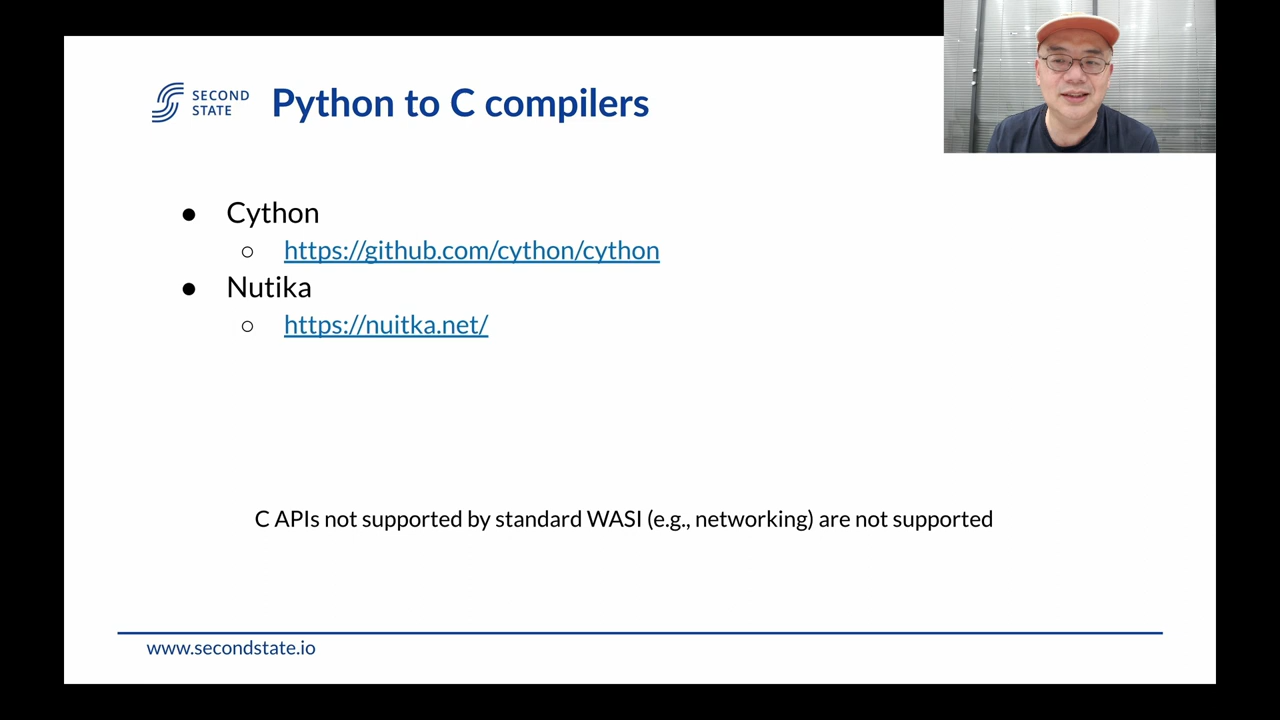 SECOND
STATE
Python to C compilers
● Cython
○ https://github.com/cython/cython
● Nutika
○ https://nuitka.net/
C APIs not supported by standard WASI (e.g., networking) are not supported
www.secondstate.io